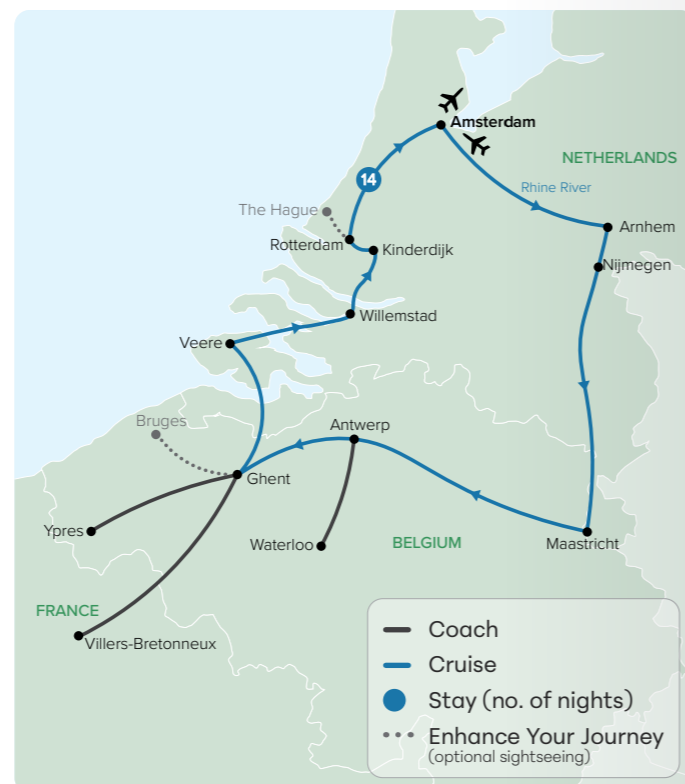 Amsterdam
NETHERLANDS
14
Rhine River
The Hague
Arnhem
Rotterdam
Kinderdijk
Nijmegen
Willemstad
Veere
Bruges
Antwerp
Ghent
Ypres
Waterloo
BELGIUM
Maastricht
FRANCE
Villers-Bretonneux
Coach
Cruise
Stay (no. of nights)
Enhance Your Journey
(optional sightseeing)